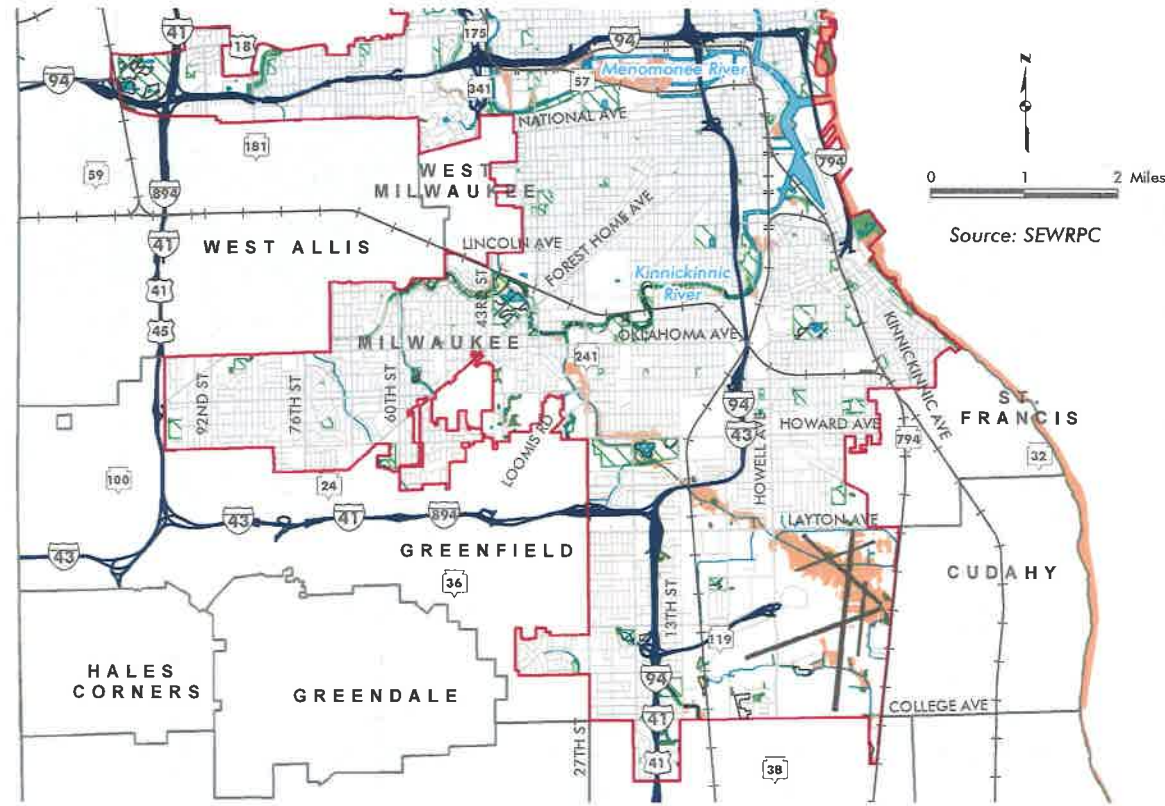 41
18
175
94
94
Menomonee River
57
341
NATIONAL AVE
181
794
59
WEST
MILWAUKEE
894
N
0 1 2 Miles
Source: SEWRPC
41
WEST ALLIS
LINCOLN AVE
FOREST HOME AVE
43RD ST
Kinnickinnic
River
41
45
OKLAHOMA AVE
MILWAUKEE
241
KINNICKINNIC AVE
92ND ST
76TH ST
60TH ST
94
43
HOWELL AVE
HOWARD AVE
794
ST.
FRANCIS
32
LOOMIS RD
100
24
43
41
894
LAYTON AVE
43
GREENFIELD
36
CUDAHY
13TH ST
119
HALES
CORNERS
GREENDALE
94
41
41
COLLEGE AVE
27TH ST
38